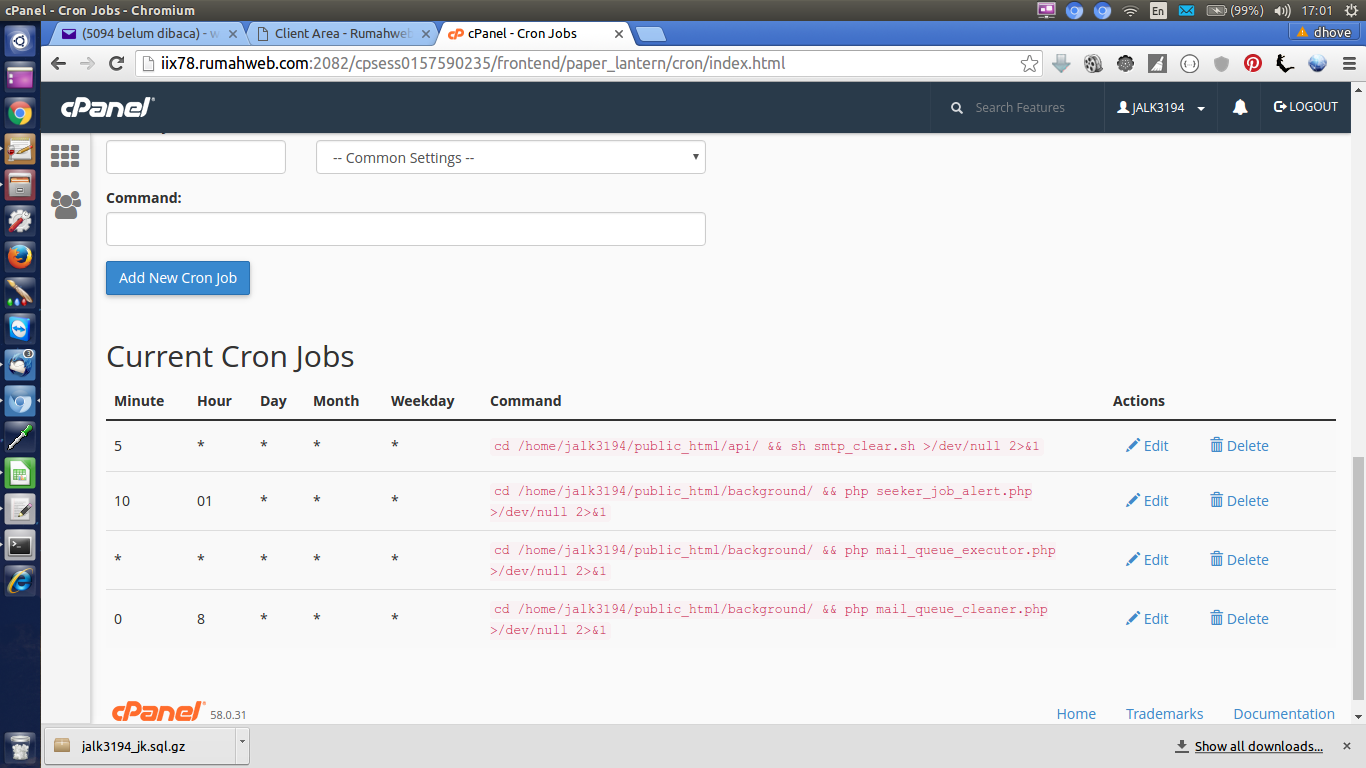 cPanel - Cron Jobs - Chromium
En
(99%)
17:01
(5094 belum dibaca) - w
Client Area - Rumahweb
cPanel - Cron Jobs
dhove
iix78.rumahweb.com:2082/cpsess0157590235/frontend/paper_lantern/cron/index.html
cPanel
Search Features
JALK3194
LOGOUT
-- Common Settings --
Command:
Add New Cron Job
Current Cron Jobs
Minute Hour Day Month Weekday Command Actions
5 * * * * cd /home/jalk3194/public_html/api/ && sh smtp_clear.sh >/dev/null 2>&1 Edit Delete
10 01 * * * cd /home/jalk3194/public_html/background/ && php seeker_job_alert.php
>/dev/null 2>&1 Edit Delete
* * * * * cd /home/jalk3194/public_html/background/ && php mail_queue_executor.php
>/dev/null 2>&1 Edit Delete
0 8 * * * cd /home/jalk3194/public_html/background/ && php mail_queue_cleaner.php
>/dev/null 2>&1 Edit Delete
cPanel 58.0.31
Home Trademarks Documentation
jalk3194_jk.sql.gz
Show all downloads...